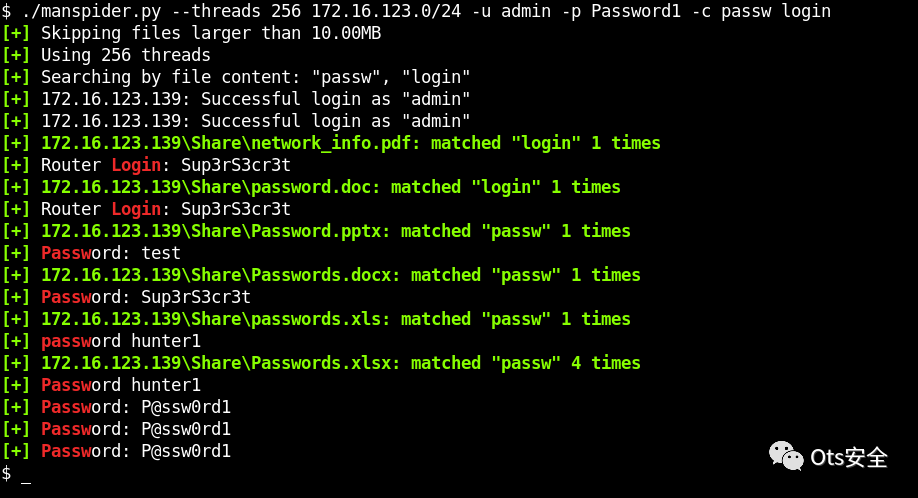 $ ./manspider.py --threads 256 172.16.123.0/24 -u admin -p Password1 -c passw login
[+] Skipping files larger than 10.00MB
[+] Using 256 threads
[+] Searching by file content: "passw", "login"
[+] 172.16.123.139: Successful login as "admin"
[+] 172.16.123.139: Successful login as "admin"
[+] 172.16.123.139\Share\network_info.pdf: matched "login" 1 times
[+] Router Login: Sup3rS3cr3t
[+] 172.16.123.139\Share\password.doc: matched "login" 1 times
[+] Router Login: Sup3rS3cr3t
[+] 172.16.123.139\Share\Password.pptx: matched "passw" 1 times
[+] Password: test
[+] 172.16.123.139\Share\Passwords.docx: matched "passw" 1 times
[+] Password: Sup3rS3cr3t
[+] 172.16.123.139\Share\passwords.xls: matched "passw" 1 times
[+] password hunter1
[+] 172.16.123.139\Share\Passwords.xlsx: matched "passw" 4 times
[+] Password hunter1
[+] Password: P@ssw0rd1
[+] Password: P@ssw0rd1
[+] Password: P@ssw0rd1
$ _
Ots安全